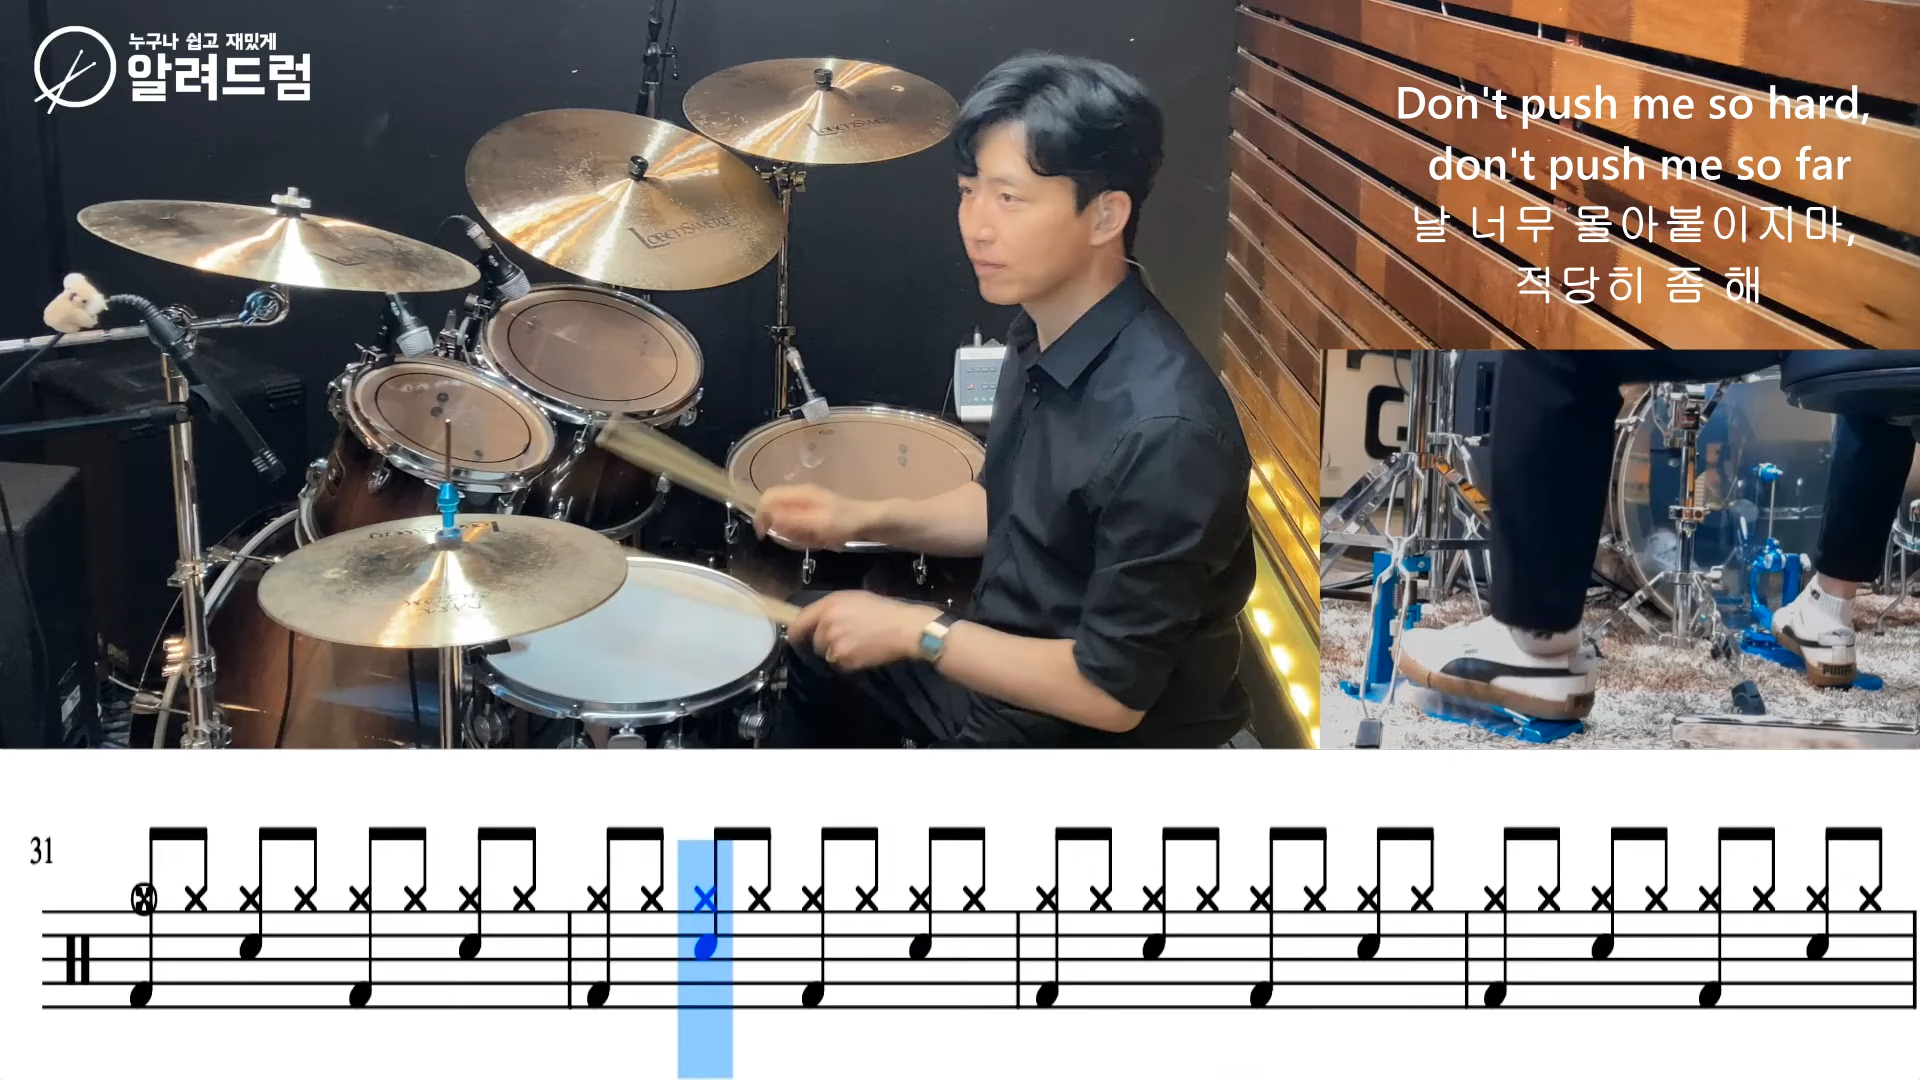 누구나 쉽고 재밌게
알려드럼
Don't push me so hard,
don't push me so far
날 너무 몰아붙이지마,
적당히 좀 해
PUMA
31